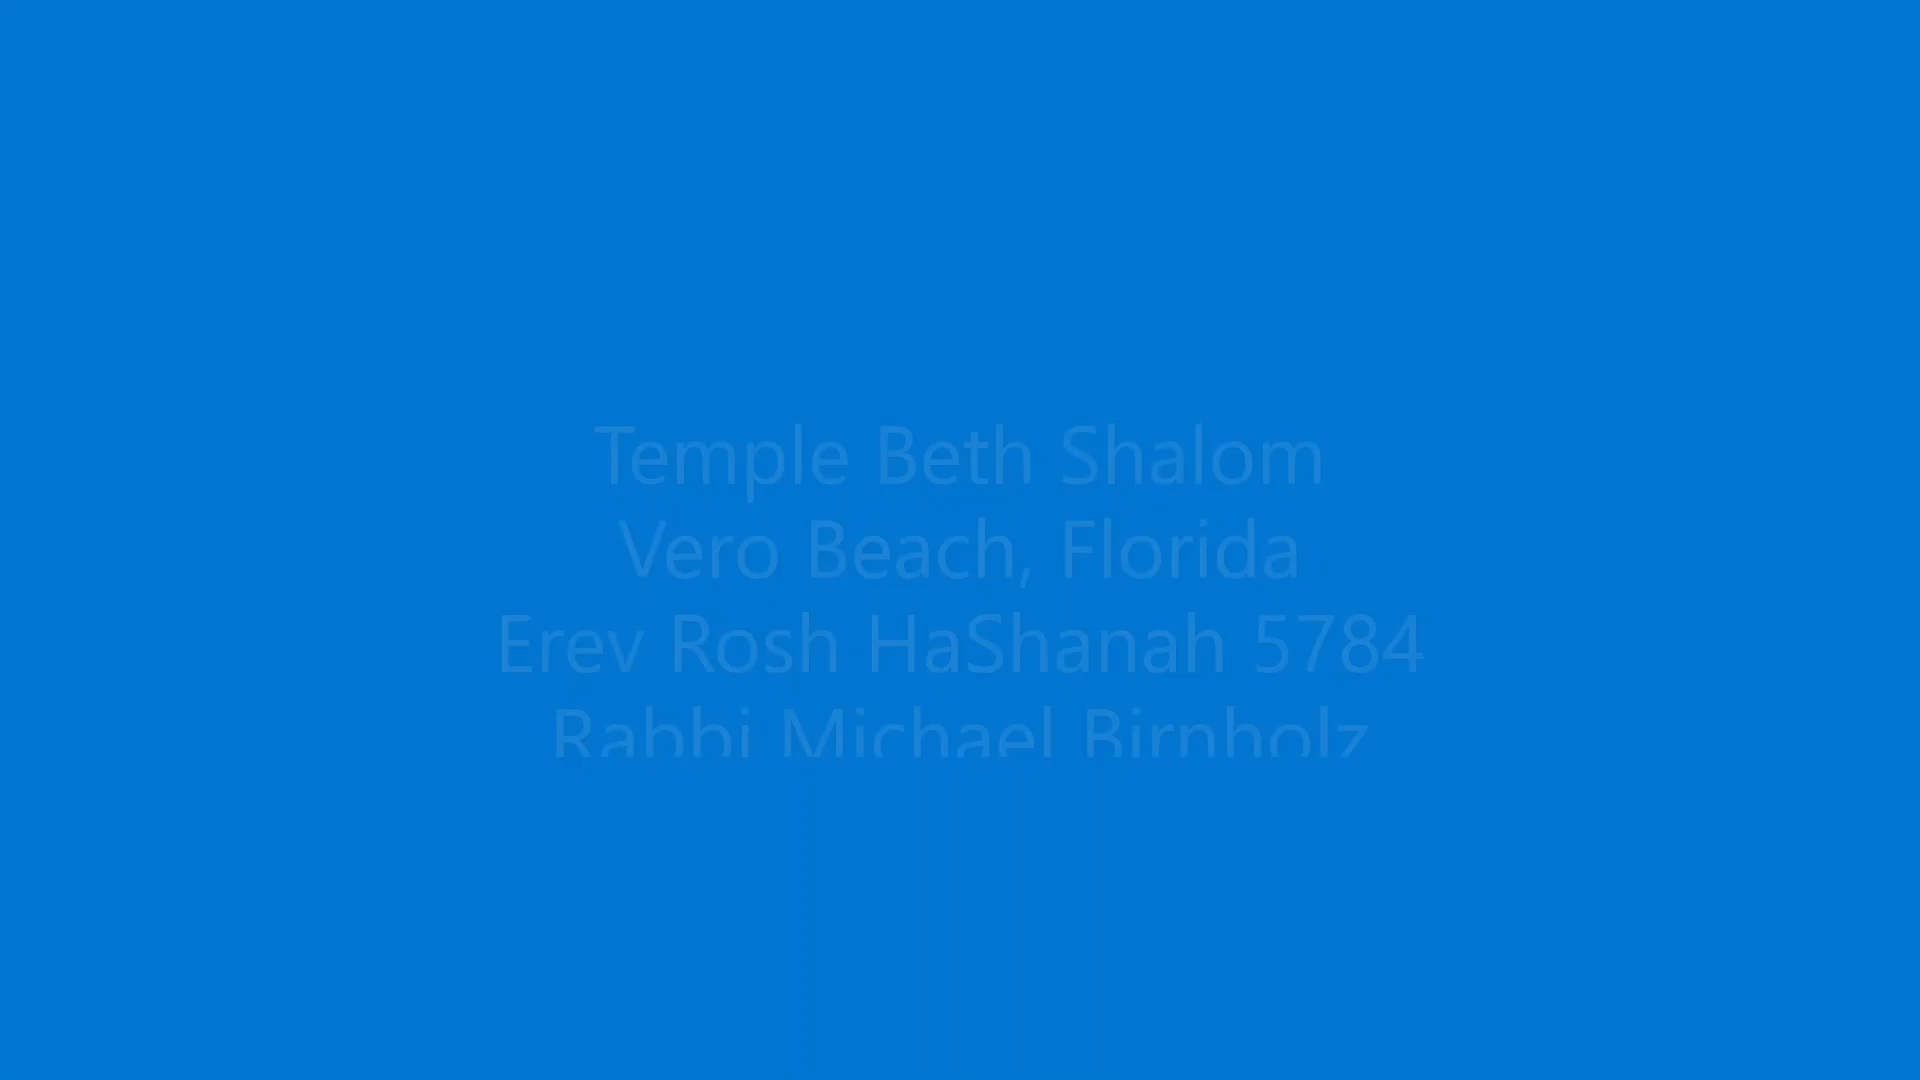 Temple Beth Shalom
Vero Beach, Florida
Erev Rosh HaShanah 5784
Rabbi Michael Birnholz